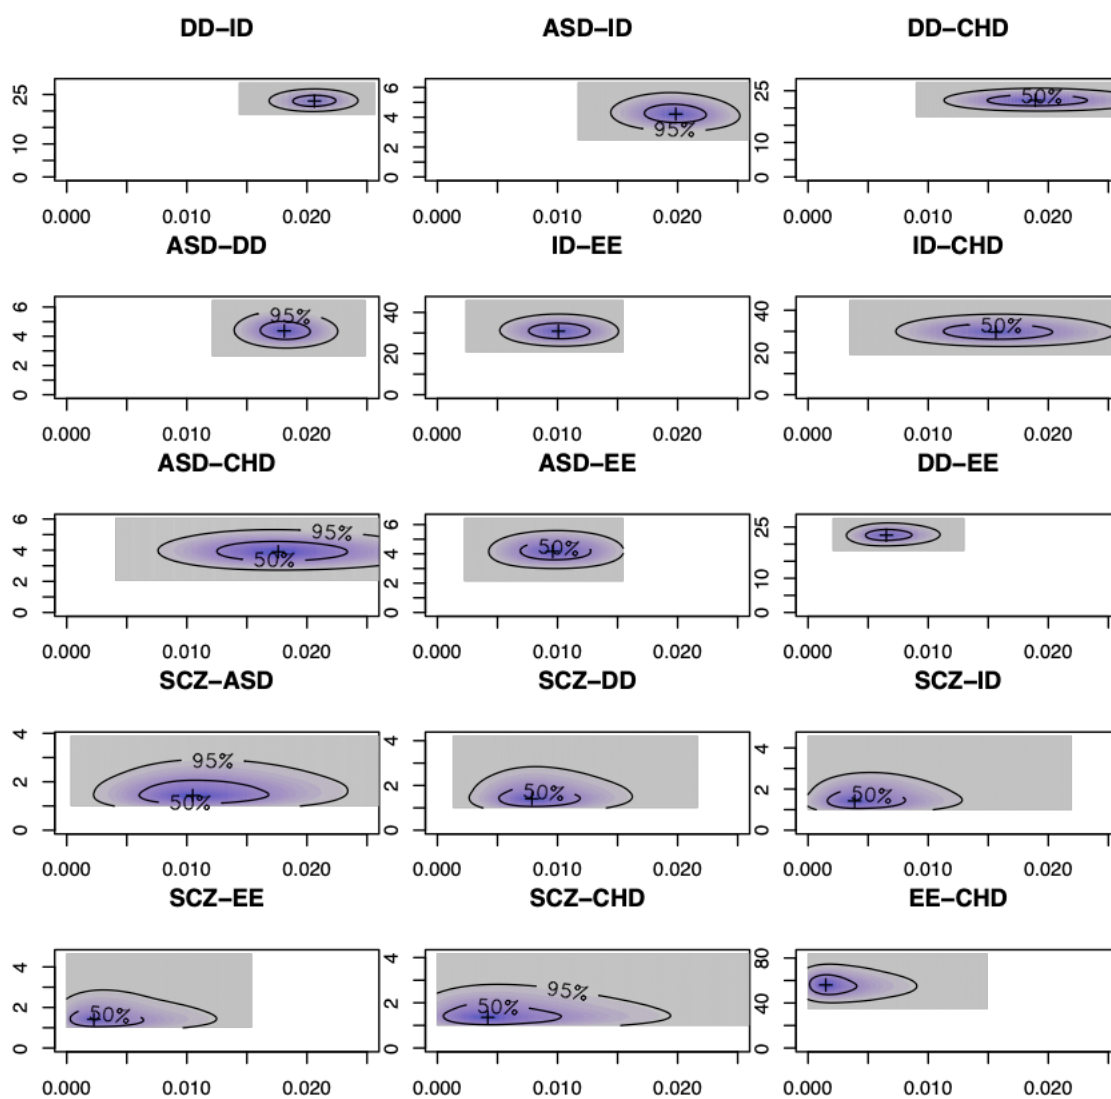 DD–ID ASD–ID DD–CHD
25 10 0 6 4 2 0 95% 25 10 0 50%
0.000 0.010 0.020 0.000 0.010 0.020 0.000 0.010 0.020
ASD–DD ID–EE ID–CHD
6 4 2 0 95% 40 20 0 40 20 0 50%
0.000 0.010 0.020 0.000 0.010 0.020 0.000 0.010 0.020
ASD–CHD ASD–EE DD–EE
6 4 2 0 95% 50% 6 4 2 0 50% 25 10 0
0.000 0.010 0.020 0.000 0.010 0.020 0.000 0.010 0.020
SCZ–ASD SCZ–DD SCZ–ID
4 2 0 95% 50% 4 2 0 50% 4 2 0 50%
0.000 0.010 0.020 0.000 0.010 0.020 0.000 0.010 0.020
SCZ–EE SCZ–CHD EE–CHD
4 2 0 50% 4 2 0 95% 50% 80 40 0
0.000 0.010 0.020 0.000 0.010 0.020 0.000 0.010 0.020